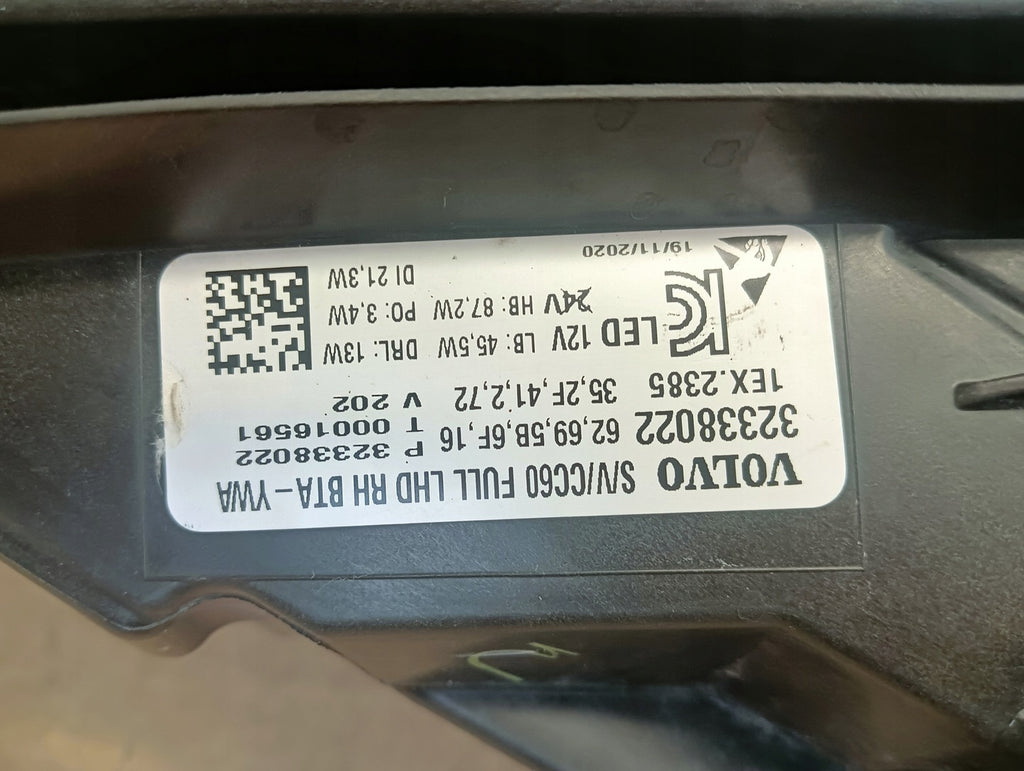 VOLVO S/V/CC60 FULL LHD RH BTA-YWA
32338022 62,69,5B,6F,16 P 32338022
T 00016561
1EX.2385 35,2F,41,2,72 V 202
LED 12V LB: 45,5W DRL: 13W
24V HB: 87,2W PO: 3,4W
DI 21,3W
19/11/2020